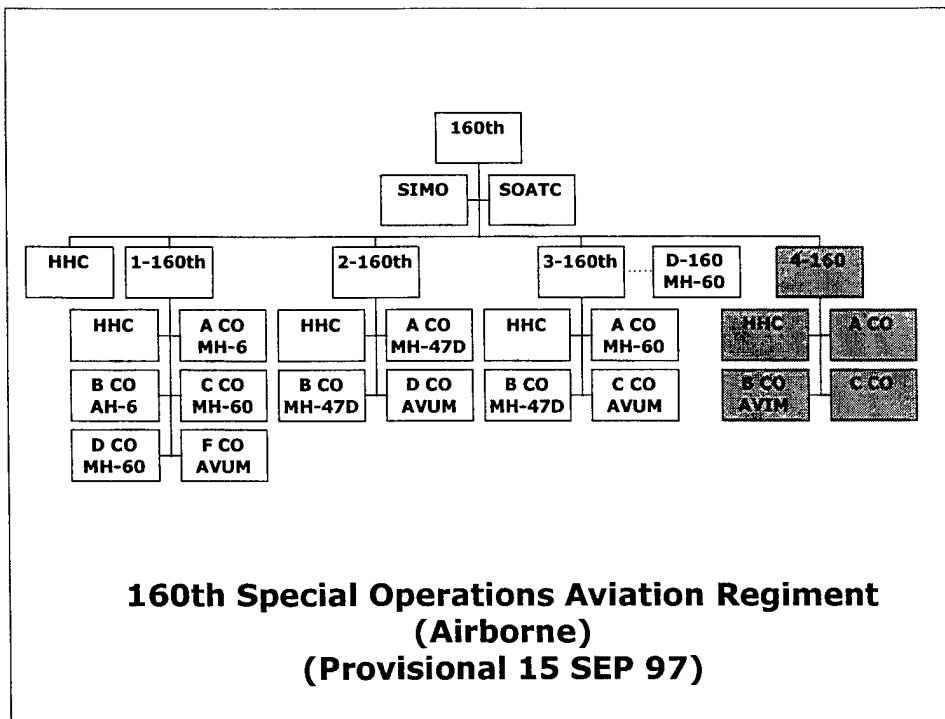 160th
SIMO
SOATC
HHC
1-160th
2-160th
3-160th
D-160
MH-60
4-160
HHC
A CO
MH-6
B CO
AH-6
C CO
MH-60
D CO
MH-60
F CO
AVUM
HHC
A CO
MH-47D
B CO
MH-47D
D CO
AVUM
HHC
A CO
MH-60
B CO
MH-47D
C CO
AVUM
HHC
A CO
B CO
AVIM
C CO
160th Special Operations Aviation Regiment
(Airborne)
(Provisional 15 SEP 97)